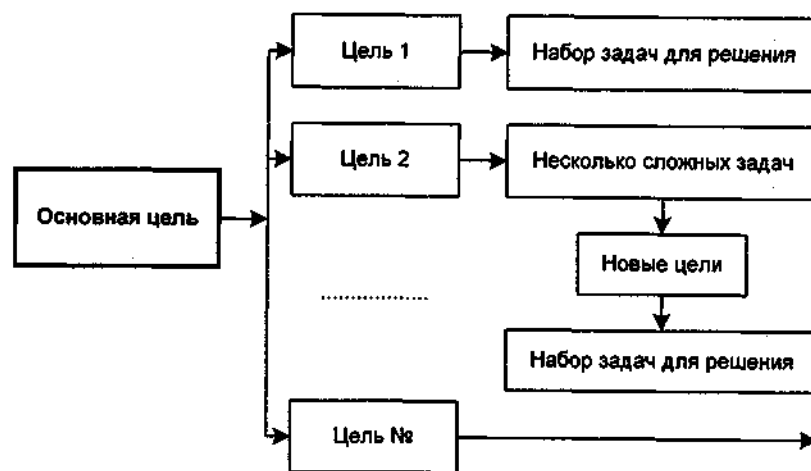 Цель 1
Набор задач для решения
Цель 2
Несколько сложных задач
Основная цель
Новые цели
Набор задач для решения
Цель №